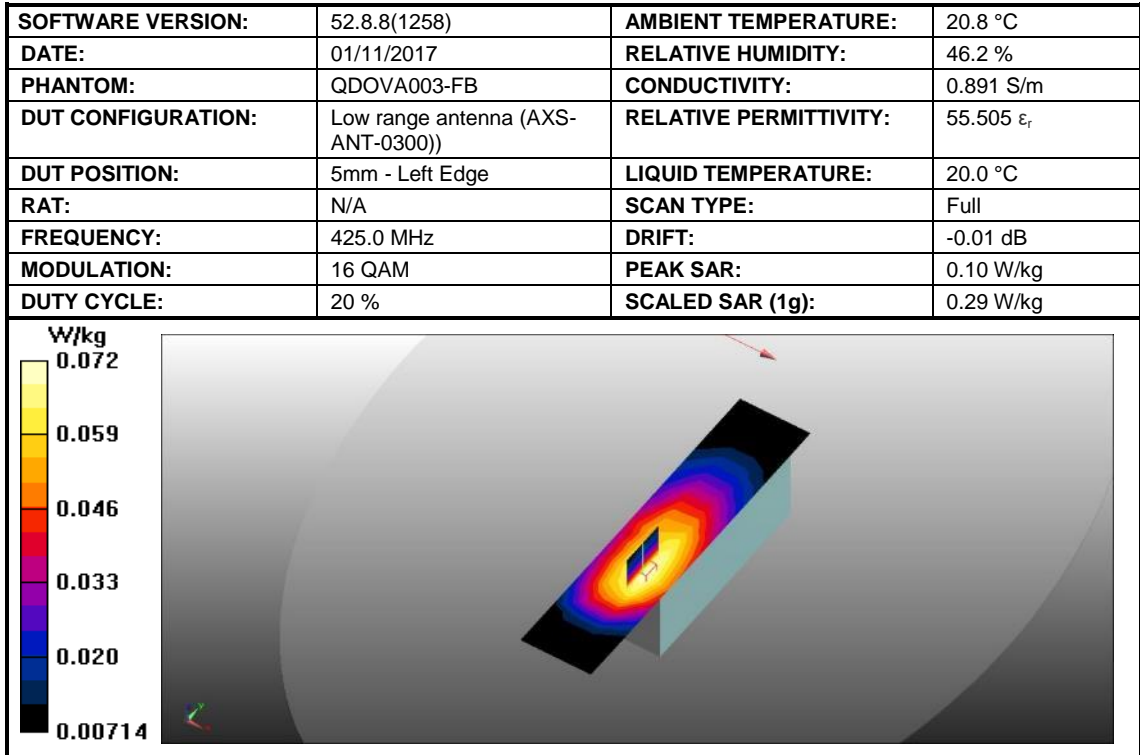 SOFTWARE VERSION: 52.8.8(1258) AMBIENT TEMPERATURE: 20.8 °C
DATE: 01/11/2017 RELATIVE HUMIDITY: 46.2 %
PHANTOM: QDOVA003-FB CONDUCTIVITY: 0.891 S/m
DUT CONFIGURATION: Low range antenna (AXS- RELATIVE PERMITTIVITY: 55.505 εr
ANT-0300))
DUT POSITION: 5mm - Left Edge LIQUID TEMPERATURE: 20.0 °C
RAT: N/A SCAN TYPE: Full
FREQUENCY: 425.0 MHz DRIFT: -0.01 dB
MODULATION: 16 QAM PEAK SAR: 0.10 W/kg
DUTY CYCLE: 20 % SCALED SAR (1g): 0.29 W/kg
W/kg
0.072
0.059
0.046
0.033
0.020
0.00714